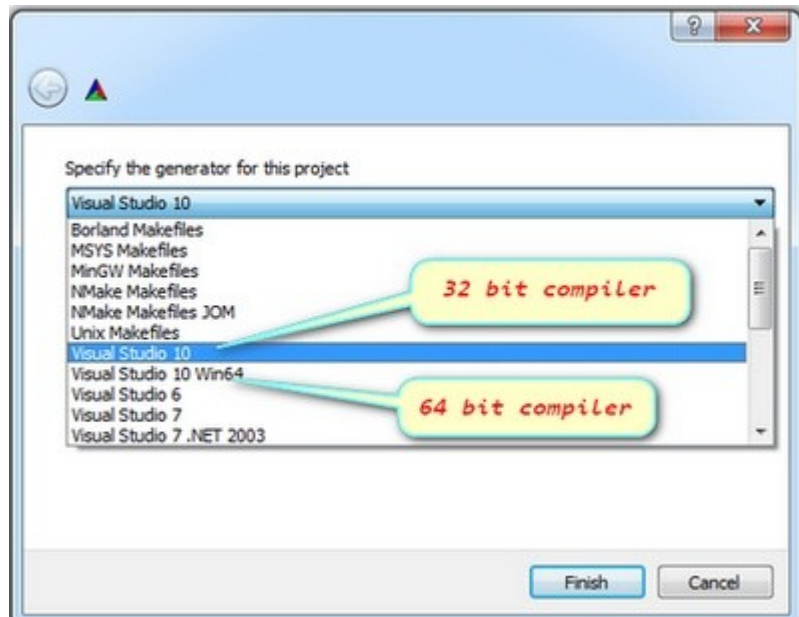 ?
X
Specify the generator for this project
Visual Studio 10
Borland Makefiles
MSYS Makefiles
MinGW Makefiles
NMake Makefiles
NMake Makefiles JOM
Unix Makefiles
Visual Studio 10
Visual Studio 10 Win64
Visual Studio 6
Visual Studio 7
Visual Studio 7 .NET 2003
32 bit compiler
64 bit compiler
Finish
Cancel